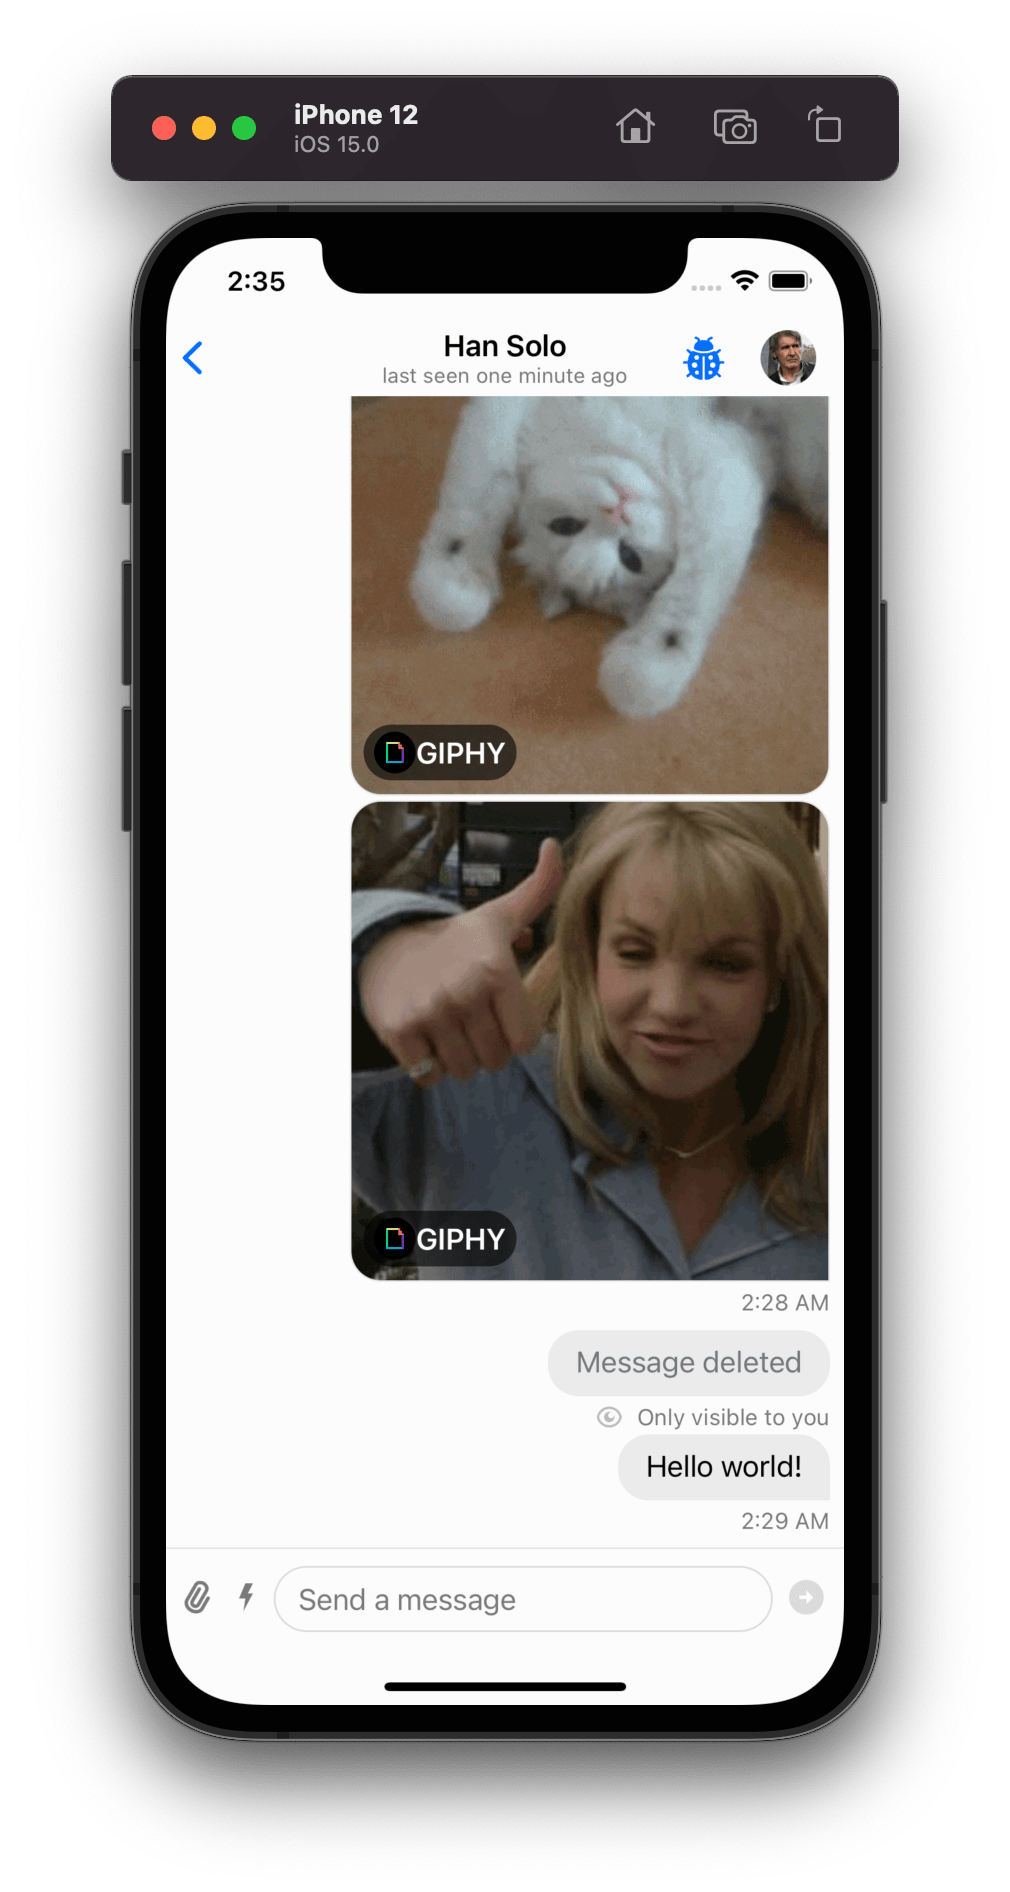 iPhone 12
iOS 15.0
2:35
Han Solo
last seen one minute ago
GIPHY
GIPHY
2:28 AM
Message deleted
Only visible to you
Hello world!
2:29 AM
Send a message